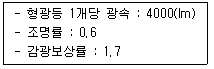 - 형광등 1개당 광속 : 4000(lm)
- 조명률 : 0.6
- 감광보상률 : 1.7